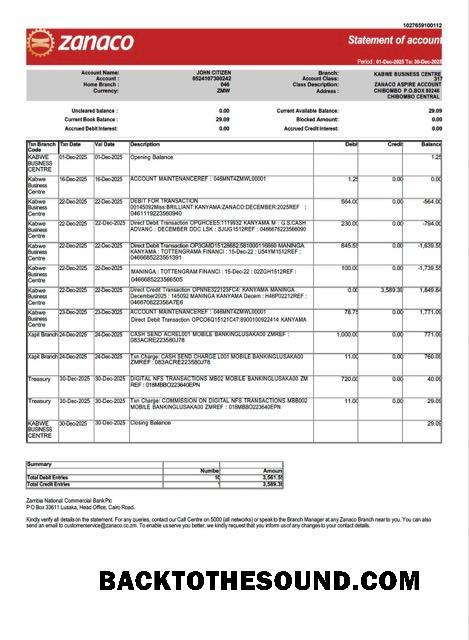 1027659100112
zanaco
Statement of account
Period : 01-Dec-2025 To: 30-Dec-2025
Account Name: JOHN CITIZEN Branch: KABWE BUSINESS CENTRE
Account : 0524107300242 Account Class: 317
Home Branch : 046 Class Description: ZANACO ASPIRE ACCOUNT
Currency: ZMW Address : CHIBOMBO P.O.BOX 80246
CHIBOMBO CENTRAL
Uncleared balance : 0.00 Current Available Balance: 29.09
Current Book Balance : 29.09 Blocked Amount: 0.00
Accrued Debit Interest: 0.00 Accrued Credit Interest: 0.00
Txn Branch Code Txn Date Val Date Description Debit Credit Balance
KABWE BUSINESS CENTRE 01-Dec-2025 01-Dec-2025 Opening Balance 1.25
Kabwe Business Centre 16-Dec-2025 16-Dec-2025 ACCOUNT MAINTENANCEREF : 046MNT4ZMWL00001 1.25 0.00 0.00
Kabwe Business Centre 22-Dec-2025 22-Dec-2025 DEBIT FOR TRANSACTION 564.00 0.00 -564.00
00145092Miss:BRILLIANT:KANYAMA:ZANACO:DECEMBER:2025REF :
0461119223560940
Kabwe Business Centre 22-Dec-2025 22-Dec-2025 Direct Debit Transaction OPGHCEE5:1119932 KANYAMA M : G.S.CASH 230.00 0.00 -794.00
ADVANC : DECEMBER DDC LSK : SJUG1512REF : 0466676223566090
Kabwe Business Centre 22-Dec-2025 22-Dec-2025 Direct Debit Transaction OP3GMD15128682:581000119660 MANINGA 845.55 0.00 -1,639.55
KANYAMA : TOTTENGRAMA FINANCI : 15-Dec-22 : U54YM1512REF :
0466685223561391
Kabwe Business Centre 22-Dec-2025 22-Dec-2025 MANINGA : TOTTENGRAM FINANCI : 15-Dec-22 : 02ZGH1512REF : 100.00 0.00 -1,739.55
0466685223566505
Kabwe Business Centre 22-Dec-2025 22-Dec-2025 Direct Credit Transaction OPNNE322123FC4: KANYAMA MANINGA 0.00 3,589.39 1,849.84
December2025 : 145092 MANINGA KANYAMA Decem : HI46P02212REF :
046670622356A7E6
Kabwe Business Centre 23-Dec-2025 23-Dec-2025 ACCOUNT MAINTENANCEREF : 046MNT4ZMWL00001 78.75 0.00 1,771.09
Direct Debit Transaction OPCO6Q15121C47:8900100922414 KANYAMA
Xapit Branch 24-Dec-2025 24-Dec-2025 CASH SEND ACREL001 MOBILE BANKINGLUSAKA00 ZMREF : 1,000.00 0.00 771.09
083ACRE223580J78
Xapit Branch 24-Dec-2025 24-Dec-2025 Txn Charge: CASH SEND CHARGE L001 MOBILE BANKINGLUSAKA00 11.00 0.00 760.09
ZMREF : 083ACRE223580J78
Treasury 30-Dec-2025 30-Dec-2025 DIGITAL NFS TRANSACTIONS MB02 MOBILE BANKINGLUSAKA00 ZM 720.00 0.00 40.09
REF : 018MBBO223640EPN
Treasury 30-Dec-2025 30-Dec-2025 Txn Charge: COMMISSION ON DIGITAL NFS TRANSACTIONS MBB002 11.00 0.00 29.09
MOBILE BANKINGLUSAKA00 ZMREF : 018MBBO223640EPN
KABWE BUSINESS CENTRE 30-Dec-2025 30-Dec-2025 Closing Balance 29.09
Summary
Number Amount
Total Debit Entries 10 3,561.55
Total Credit Entries 1 3,589.39
Zambia National Commercial Bank Plc
P O Box 33611 Lusaka, Head Office, Cairo Road.
Kindly verify all details on the statement. For any queries, contact our Call Centre on 5000 (all networks) or speak to the Branch Manager at any Zanaco Branch near to you. You can also
send an email to customerservice@zanaco.co.zm. To enable us serve you better, we kindly request that you inform us of any changes to your contact details.
BACKTOTHESOUND.COM